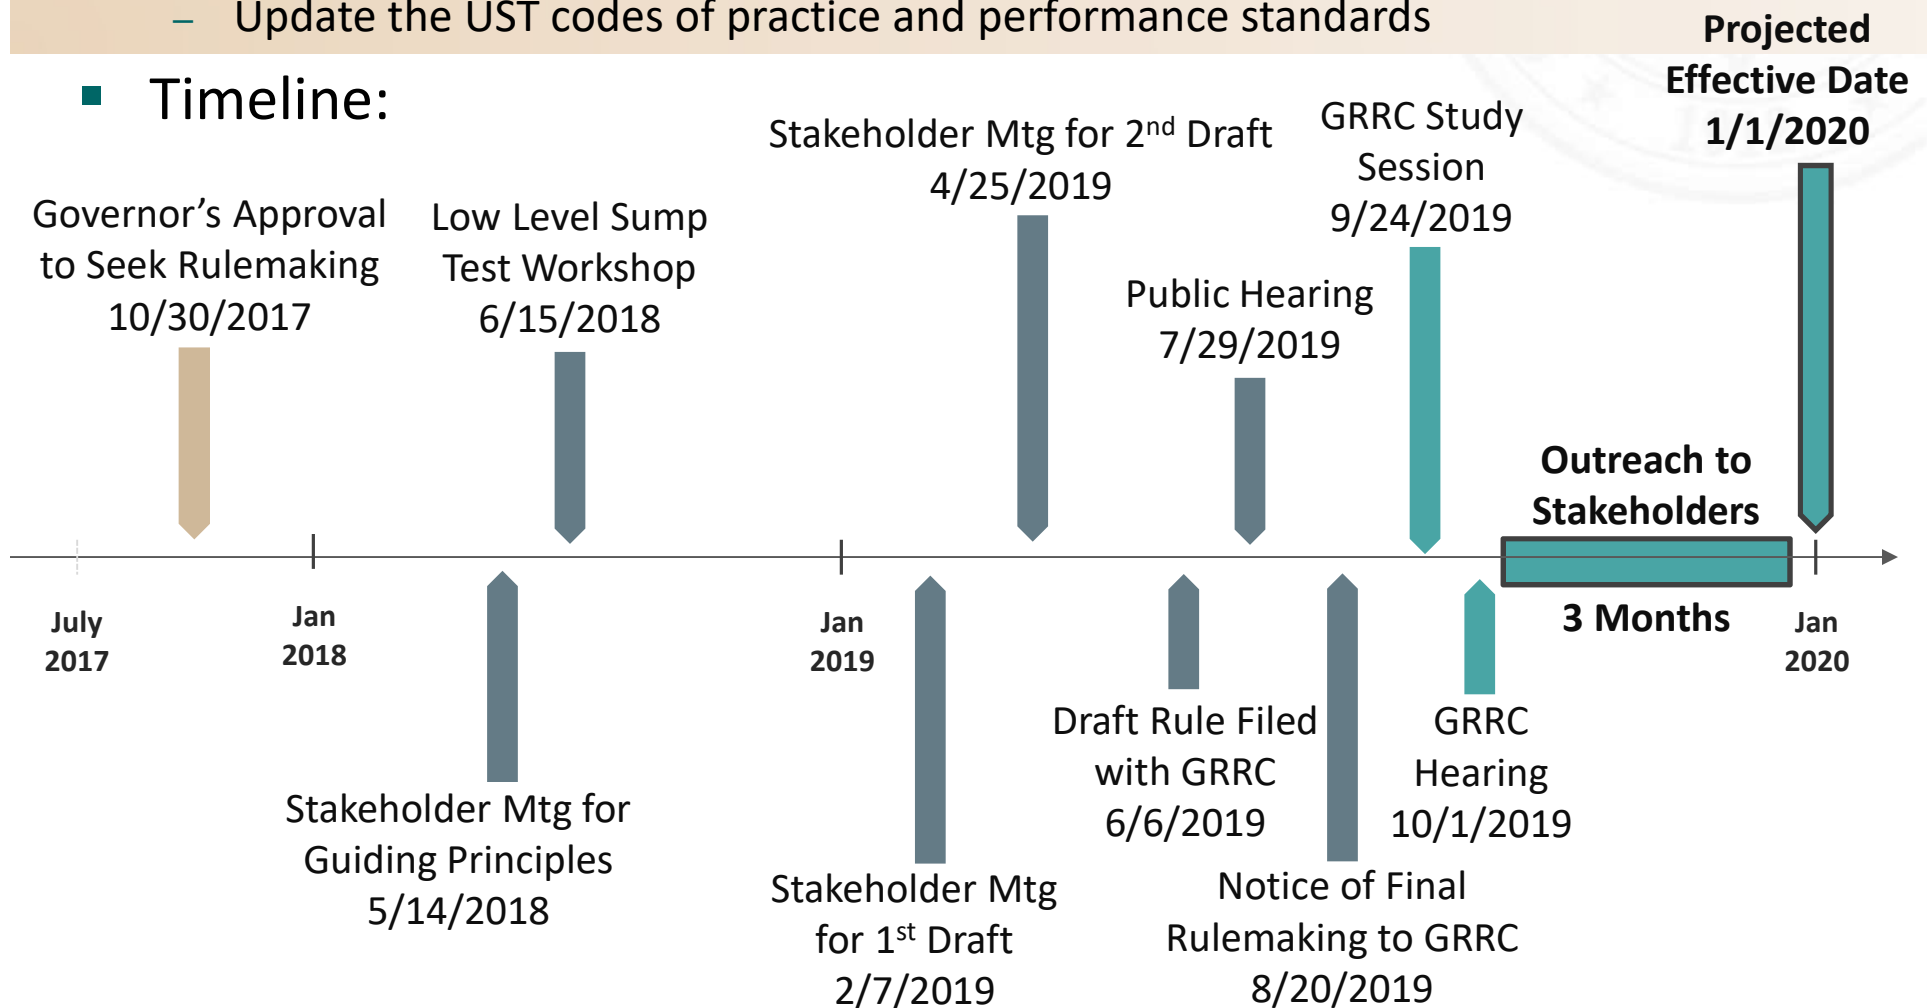 – Update the UST codes of practice and performance standards
▪ Timeline:
Governor’s Approval
to Seek Rulemaking
10/30/2017
Low Level Sump
Test Workshop
6/15/2018
Stakeholder Mtg for 2nd Draft
4/25/2019
Public Hearing
7/29/2019
GRRC Study
Session
9/24/2019
Projected
Effective Date
1/1/2020
Outreach to
Stakeholders
3 Months
July
2017
Jan
2018
Jan
2019
Jan
2020
Stakeholder Mtg for
Guiding Principles
5/14/2018
Stakeholder Mtg
for 1st Draft
2/7/2019
Draft Rule Filed
with GRRC
6/6/2019
Notice of Final
Rulemaking to GRRC
8/20/2019
GRRC
Hearing
10/1/2019